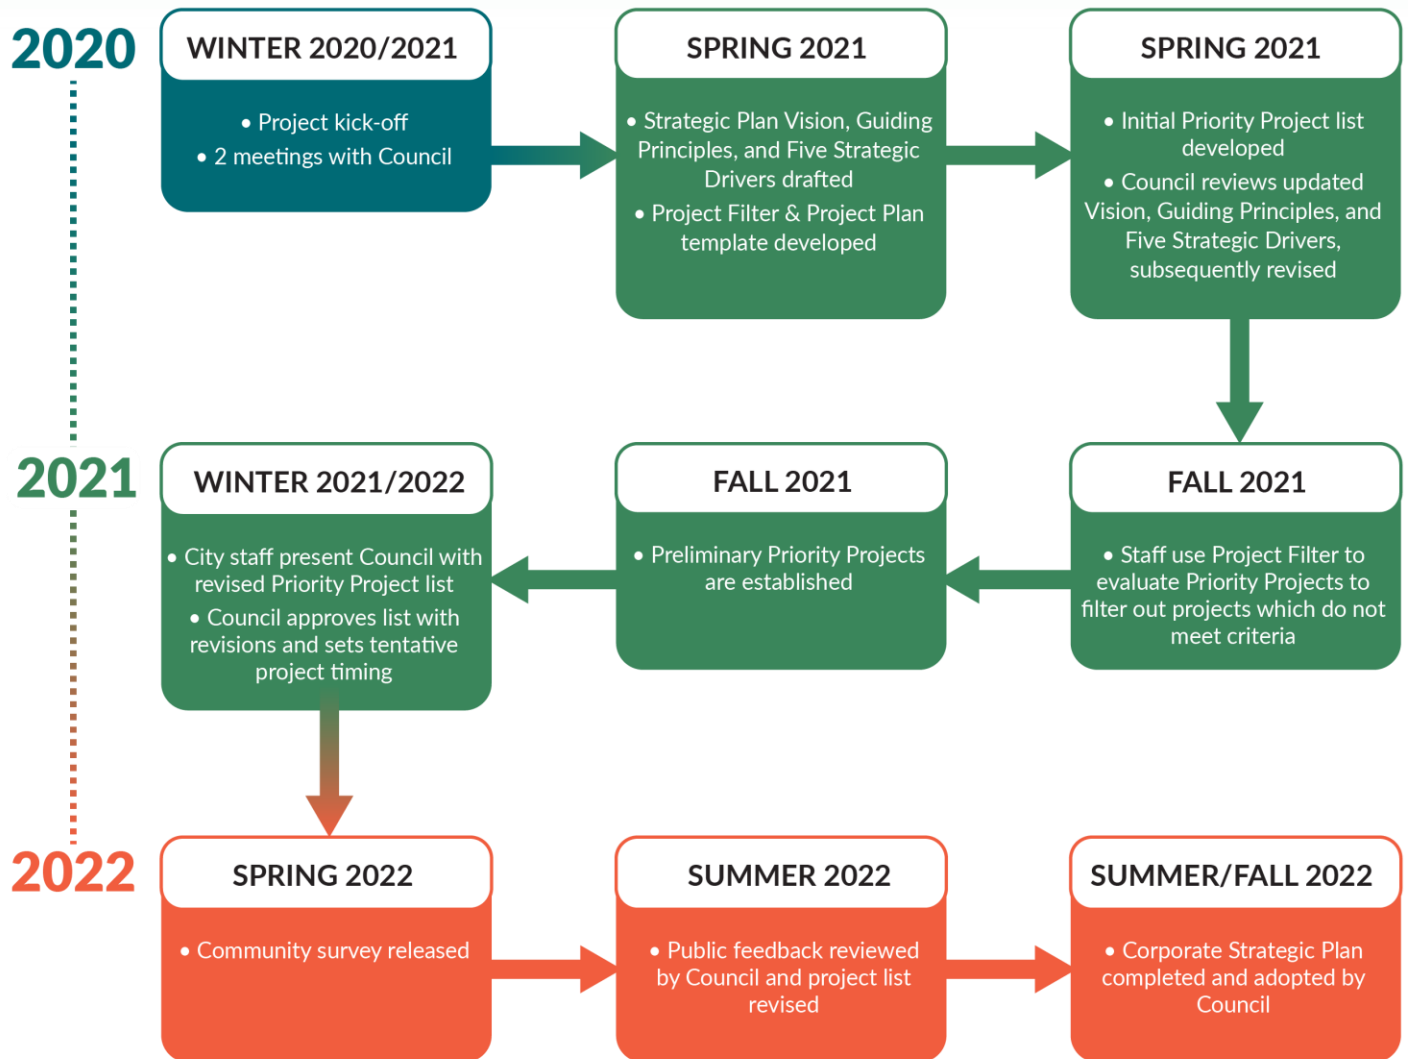 2020
WINTER 2020/2021
• Project kick-off
• 2 meetings with Council
SPRING 2021
• Strategic Plan Vision, Guiding
Principles, and Five Strategic
Drivers drafted
• Project Filter & Project Plan
template developed
SPRING 2021
• Initial Priority Project list
developed
• Council reviews updated
Vision, Guiding Principles, and
Five Strategic Drivers,
subsequently revised
2021
FALL 2021
• Staff use Project Filter to
evaluate Priority Projects to
filter out projects which do not
meet criteria
FALL 2021
• Preliminary Priority Projects
are established
WINTER 2021/2022
• City staff present Council with
revised Priority Project list
• Council approves list with
revisions and sets tentative
project timing
2022
SPRING 2022
• Community survey released
SUMMER 2022
• Public feedback reviewed
by Council and project list
revised
SUMMER/FALL 2022
• Corporate Strategic Plan
completed and adopted by
Council